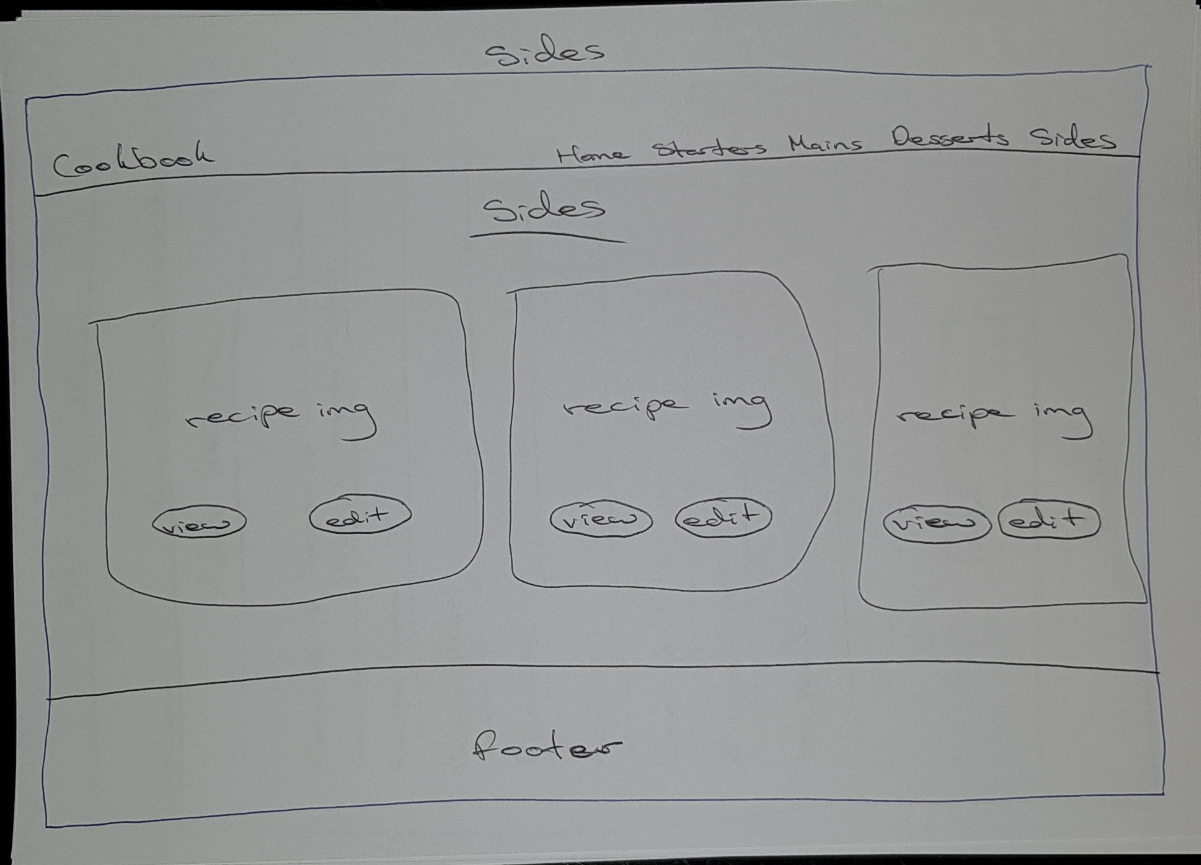 Sides
Cookbook Home Starters Mains Desserts Sides
Sides
recipe img recipe img recipe img
view edit view edit view edit
footer